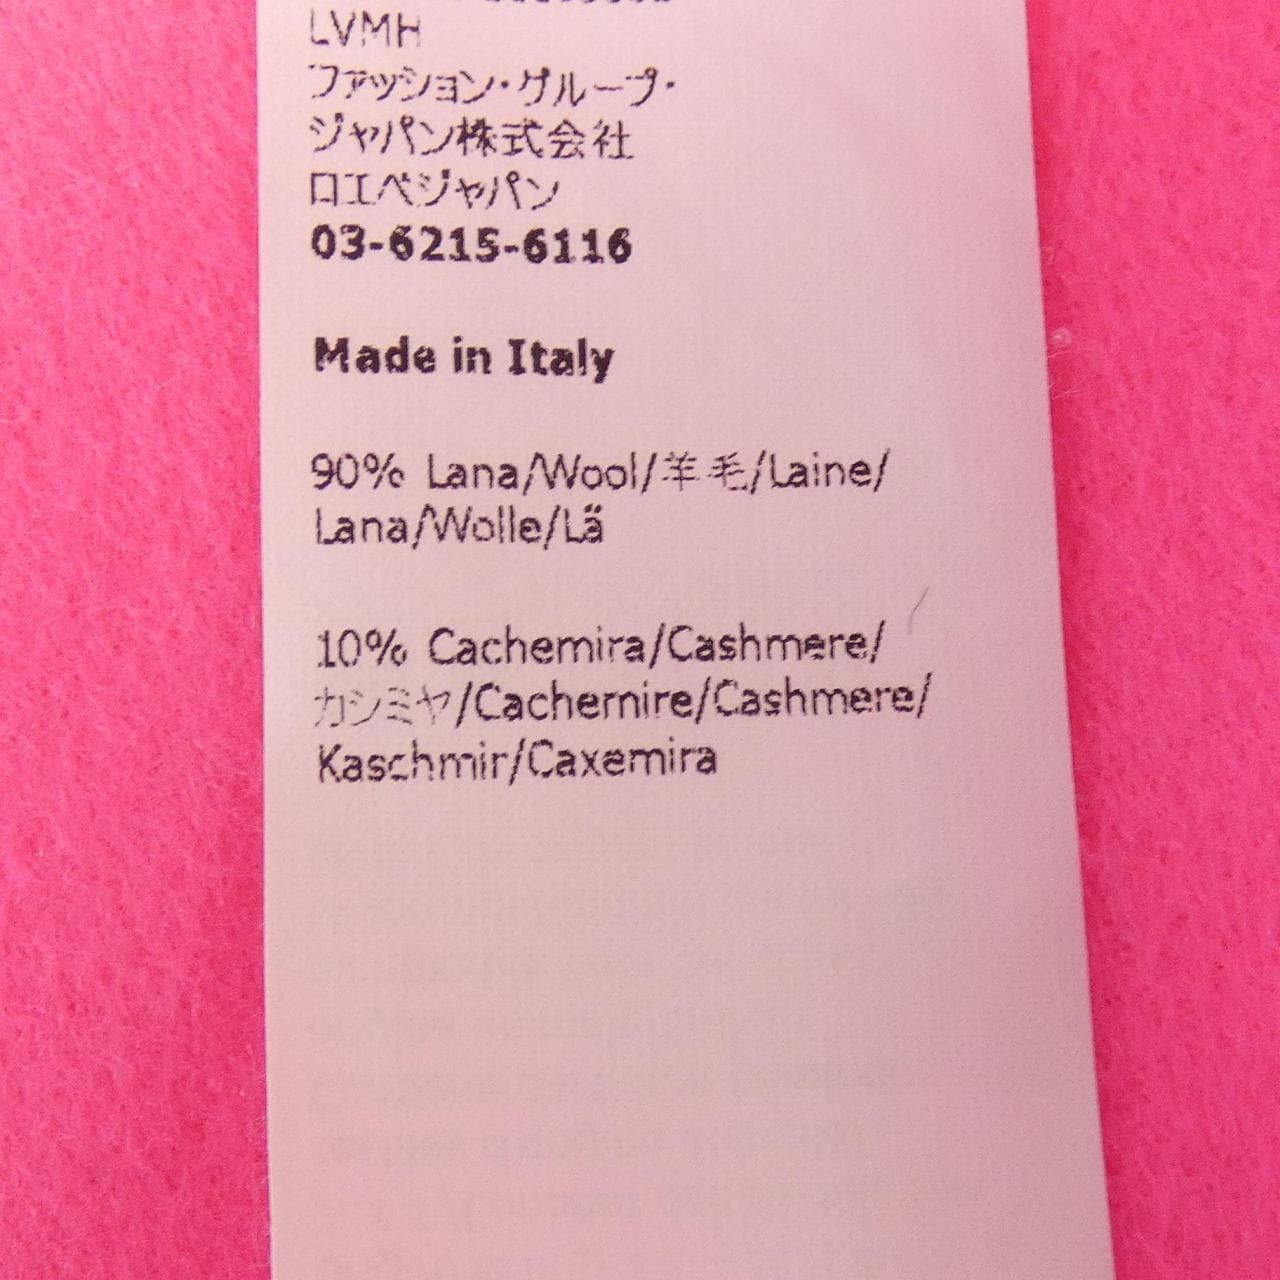 LVMH
ファッション・グループ・
ジャパン株式会社
ロエベジャパン
03-6215-6116
Made in Italy
90% Lana/Wool/羊毛/Laine/
Lana/Wolle/Lä
10% Cachemira/Cashmere/
カシミヤ/Cachemire/Cashmere/
Kaschmir/Caxemira